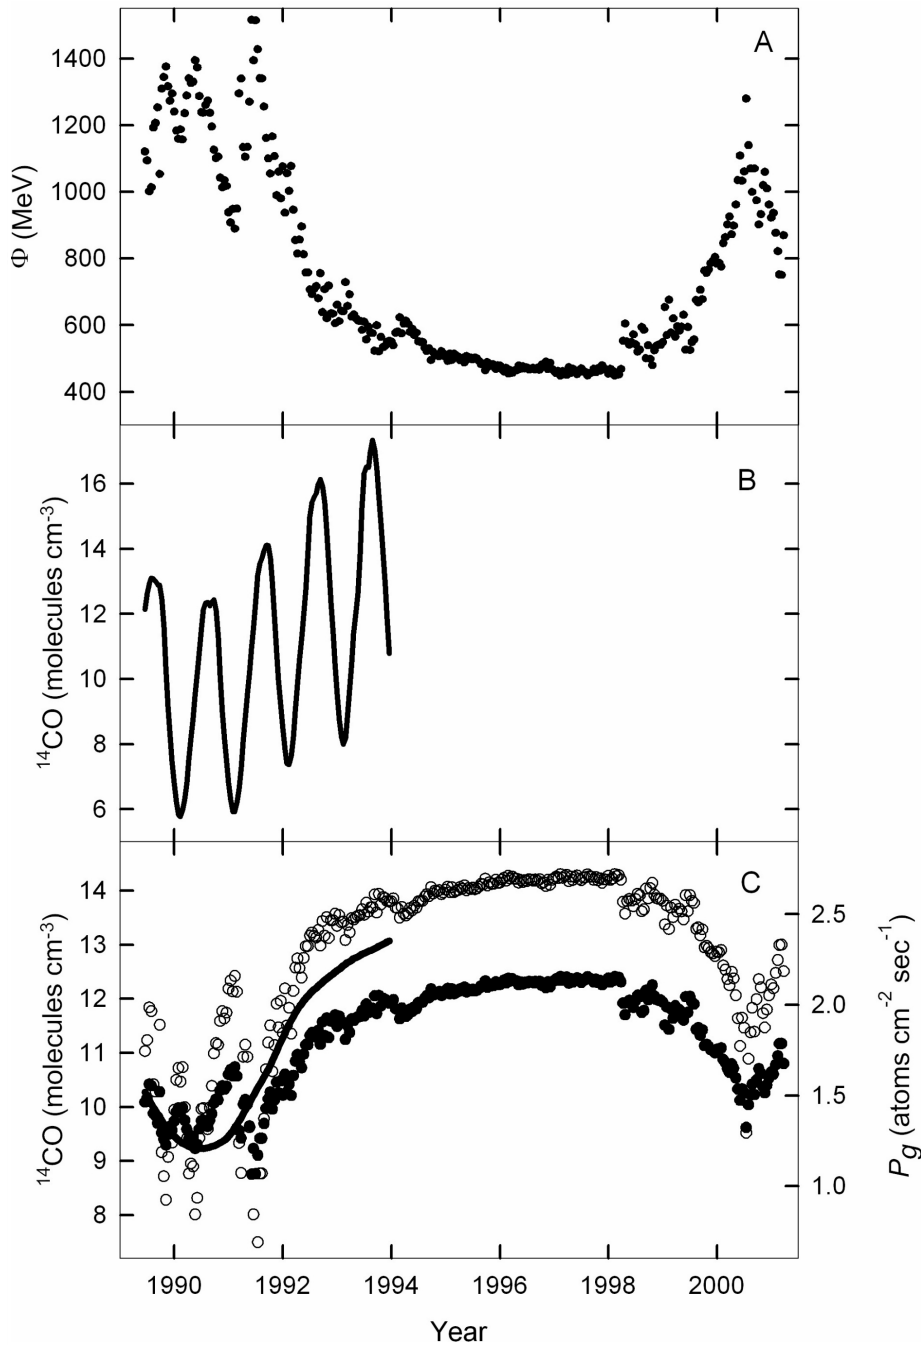 A
1400
1200
1000
800
600
400
Φ (MeV)
B
16
14
12
10
8
6
¹⁴CO (molecules cm⁻³)
C
14
13
12
11
10
9
8
¹⁴CO (molecules cm⁻³)
2.5
2.0
1.5
1.0
Pg (atoms cm⁻² sec⁻¹)
1990 1992 1994 1996 1998 2000
Year